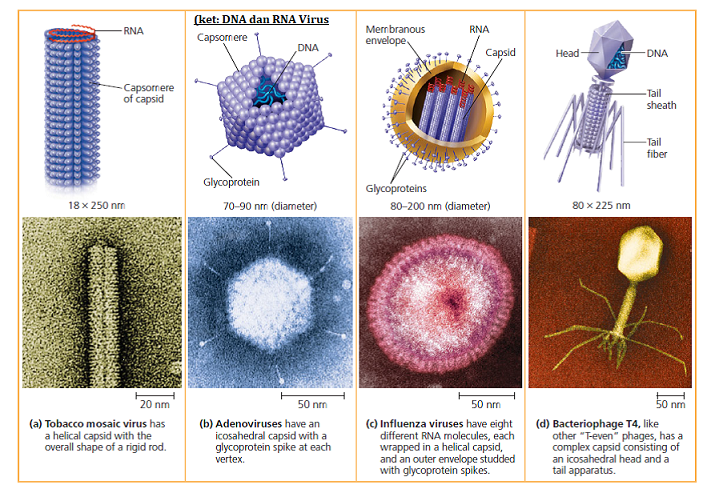 RNA
Capsomere
of capsid
18 × 250 nm
20 nm
(a) Tobacco mosaic virus has
a helical capsid with the
overall shape of a rigid rod.
(ket: DNA dan RNA Virus
Capsomere
DNA
Glycoprotein
70–90 nm (diameter)
50 nm
(b) Adenoviruses have an
icosahedral capsid with a
glycoprotein spike at each
vertex.
Membranous
envelope
RNA
Capsid
Glycoproteins
80–200 nm (diameter)
50 nm
(c) Influenza viruses have eight
different RNA molecules, each
wrapped in a helical capsid,
and an outer envelope studded
with glycoprotein spikes.
Head
DNA
Tail
sheath
Tail
fiber
80 × 225 nm
50 nm
(d) Bacteriophage T4, like
other "T-even" phages, has a
complex capsid consisting of
an icosahedral head and a
tail apparatus.